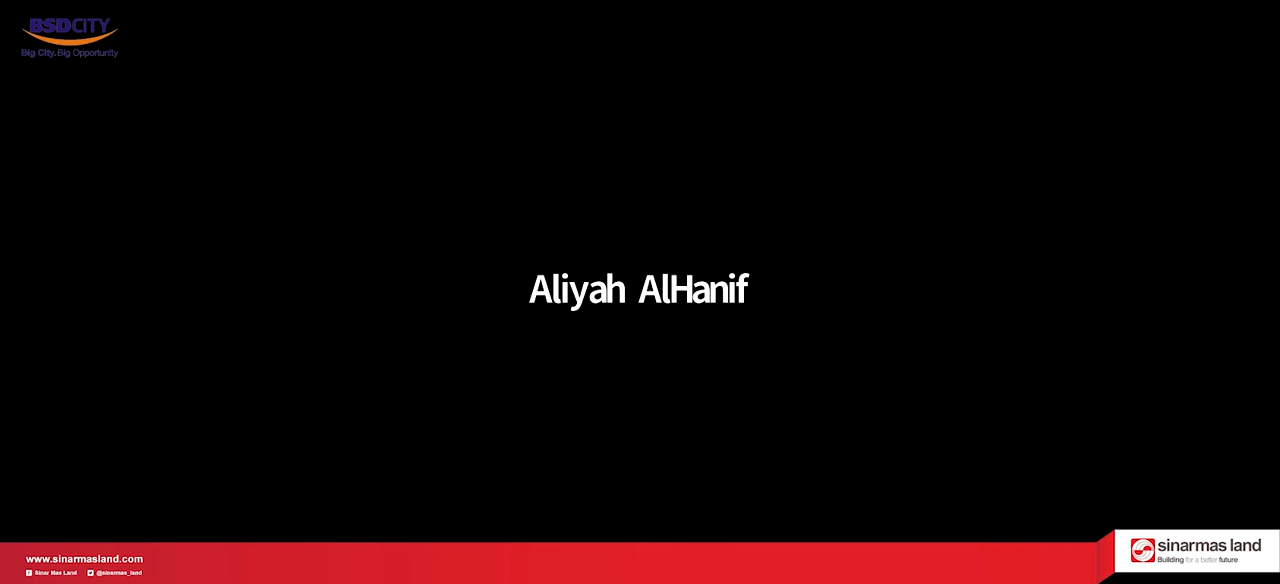 BSDCITY
Big City. Big Opportunity
Aliyah AlHanif
www.sinarmasland.com
Sinar Mas Land @sinarmas_land
sinarmas land
Building for a better future